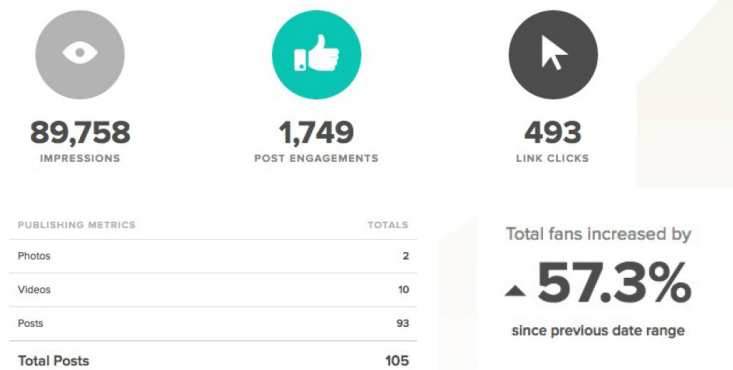 89,758
IMPRESSIONS
1,749
POST ENGAGEMENTS
493
LINK CLICKS
PUBLISHING METRICS TOTALS
Photos 2
Videos 10
Posts 93
Total Posts 105
Total fans increased by
57.3%
since previous date range